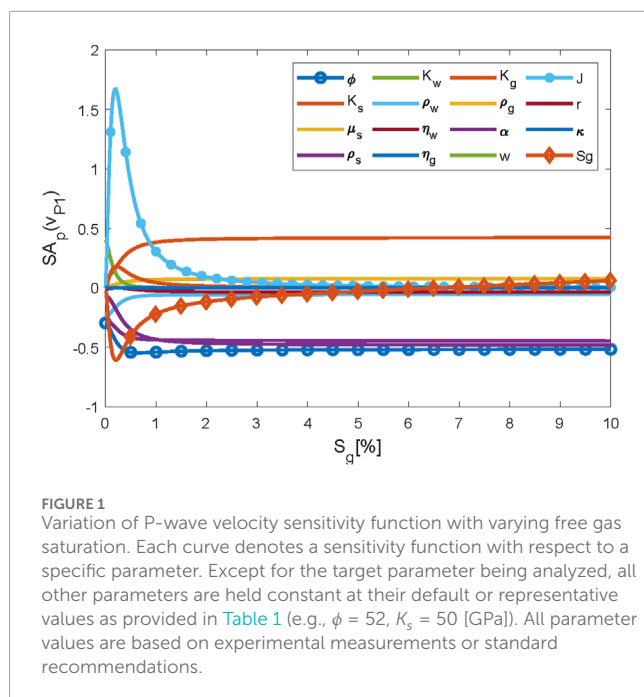 2
1.5
1
0.5
0
-0.5
-1
SA_p(v_P1)
ϕ K_w K_g J
K_s ρ_w ρ_g r
μ_s η_w α κ
ρ_s η_g w Sg
0 1 2 3 4 5 6 7 8 9 10
S_g[%]
FIGURE 1
Variation of P-wave velocity sensitivity function with varying free gas
saturation. Each curve denotes a sensitivity function with respect to a
specific parameter. Except for the target parameter being analyzed, all
other parameters are held constant at their default or representative
values as provided in Table 1 (e.g., ϕ = 52, K_s = 50 [GPa]). All parameter
values are based on experimental measurements or standard
recommendations.